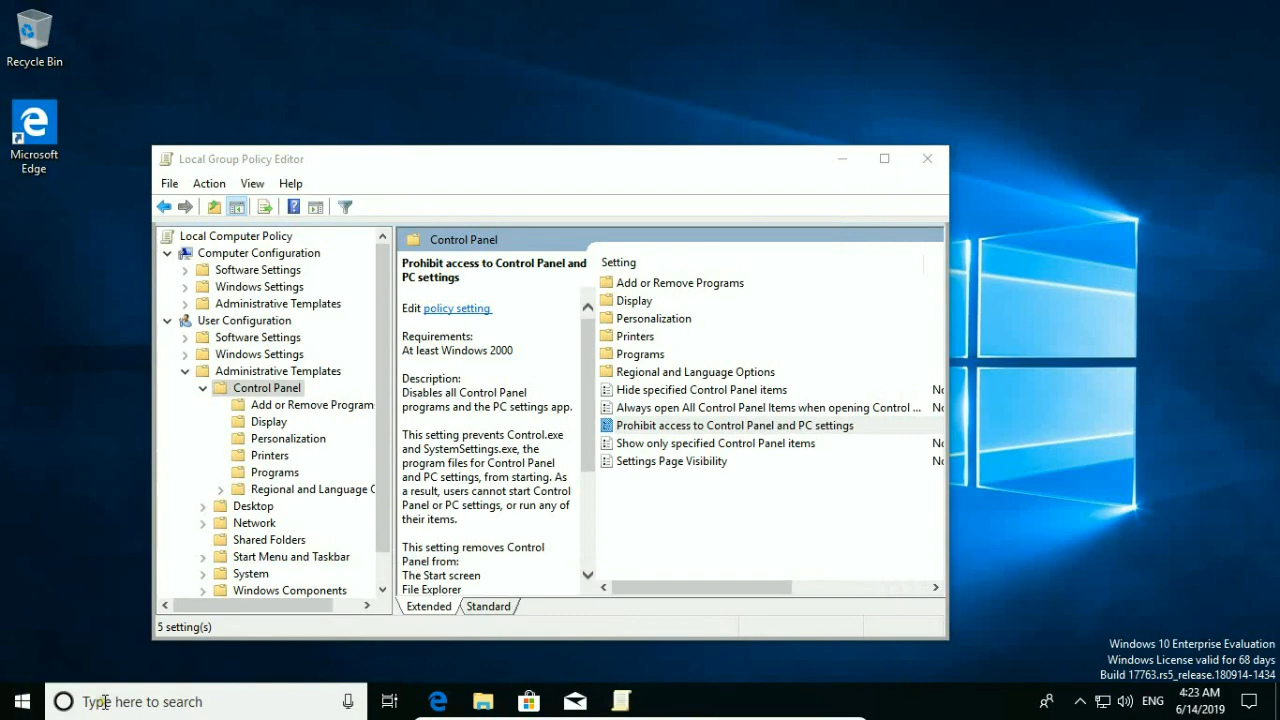 Recycle Bin
Microsoft
Edge
Local Group Policy Editor
File Action View Help
Local Computer Policy
Computer Configuration
Software Settings
Windows Settings
Administrative Templates
User Configuration
Software Settings
Windows Settings
Administrative Templates
Control Panel
Add or Remove Program
Display
Personalization
Printers
Programs
Regional and Language C
Desktop
Network
Shared Folders
Start Menu and Taskbar
System
Windows Components
Control Panel
Prohibit access to Control Panel and
PC settings
Edit policy setting
Requirements:
At least Windows 2000
Description:
Disables all Control Panel
programs and the PC settings app.
This setting prevents Control.exe
and SystemSettings.exe, the
program files for Control Panel
and PC settings, from starting. As
a result, users cannot start Control
Panel or PC settings, or run any of
their items.
This setting removes Control
Panel from:
The Start screen
File Explorer
Setting
Add or Remove Programs
Display
Personalization
Printers
Programs
Regional and Language Options
Hide specified Control Panel items No
Always open All Control Panel Items when opening Control ... No
Prohibit access to Control Panel and PC settings No
Show only specified Control Panel items No
Settings Page Visibility No
Extended Standard
5 setting(s)
Windows 10 Enterprise Evaluation
Windows License valid for 68 days
Build 17763.rs5_release.180914-1434
Type here to search
ENG
4:23 AM
6/14/2019